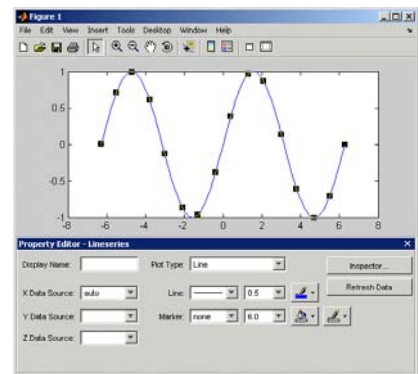 Figure 1
File Edit View Insert Tools Desktop Window Help
1
0.5
0
-0.5
-1
-8 -6 -4 -2 0 2 4 6 8
Property Editor - Lineseries
Display Name: Plot Type: Line Inspector...
X Data Source: auto Line: 0.5 Refresh Data
Y Data Source: Marker: none 6.0
Z Data Source: